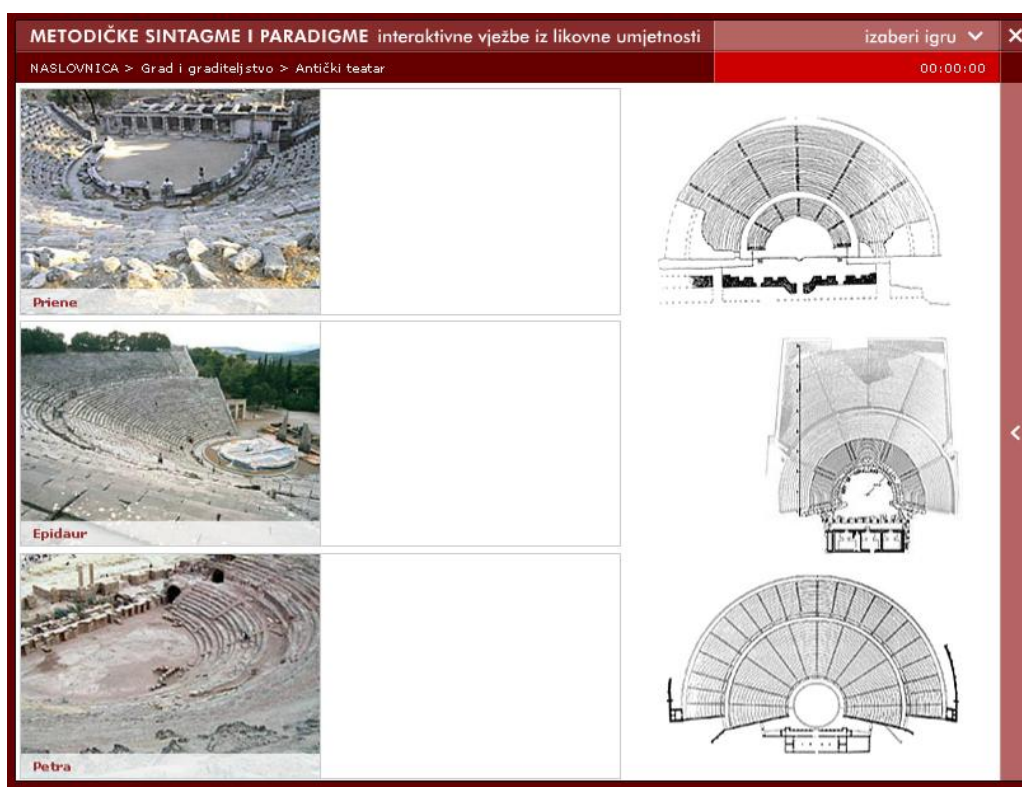 METODIČKE SINTAGME I PARADIGME interaktivne vježbe iz likovne umjetnosti
izaberi igru
NASLOVNICA > Grad i graditeljstvo > Antički teatar
00:00:00
Priene
Epidaur
Petra